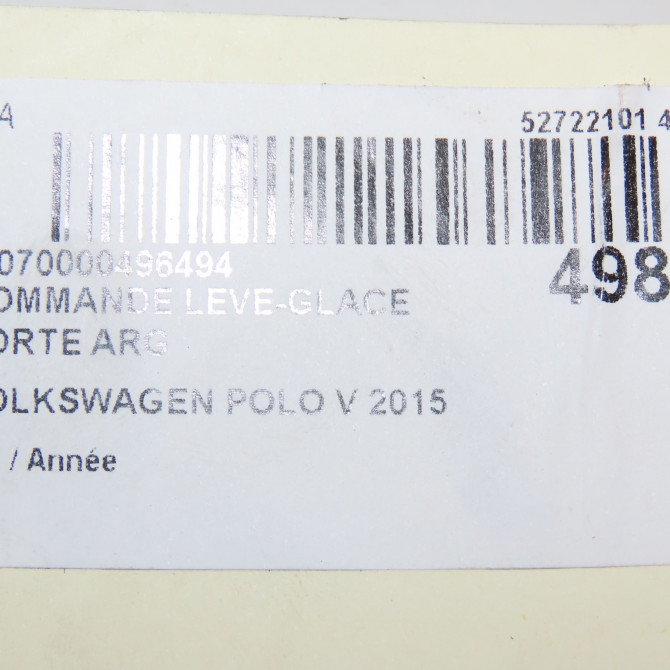 A
52722101 4
070000496494
498
OMMANDE LEVE-GLACE
ORTE ARG
OLKSWAGEN POLO V 2015
/ Année